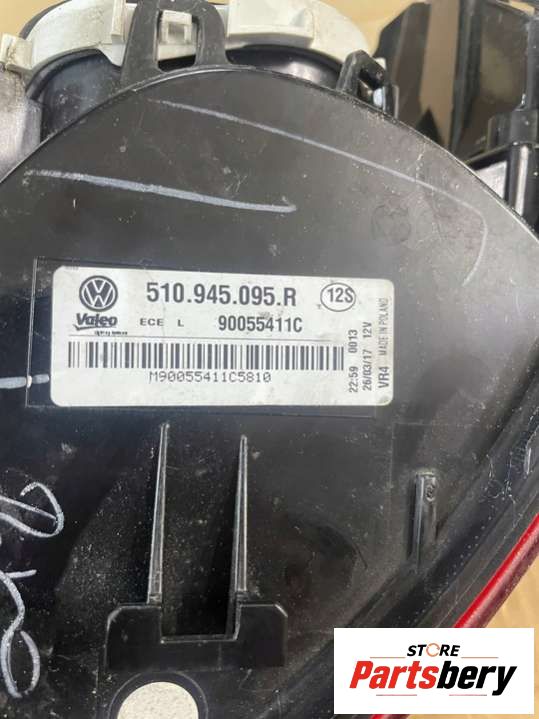 510.945.095.R
12S
Valeo
ECE L 90055411C
M90055411C5810
22:59 0013
26/03/17 12V
VR4 MADE IN POLAND
STORE
Partsbery